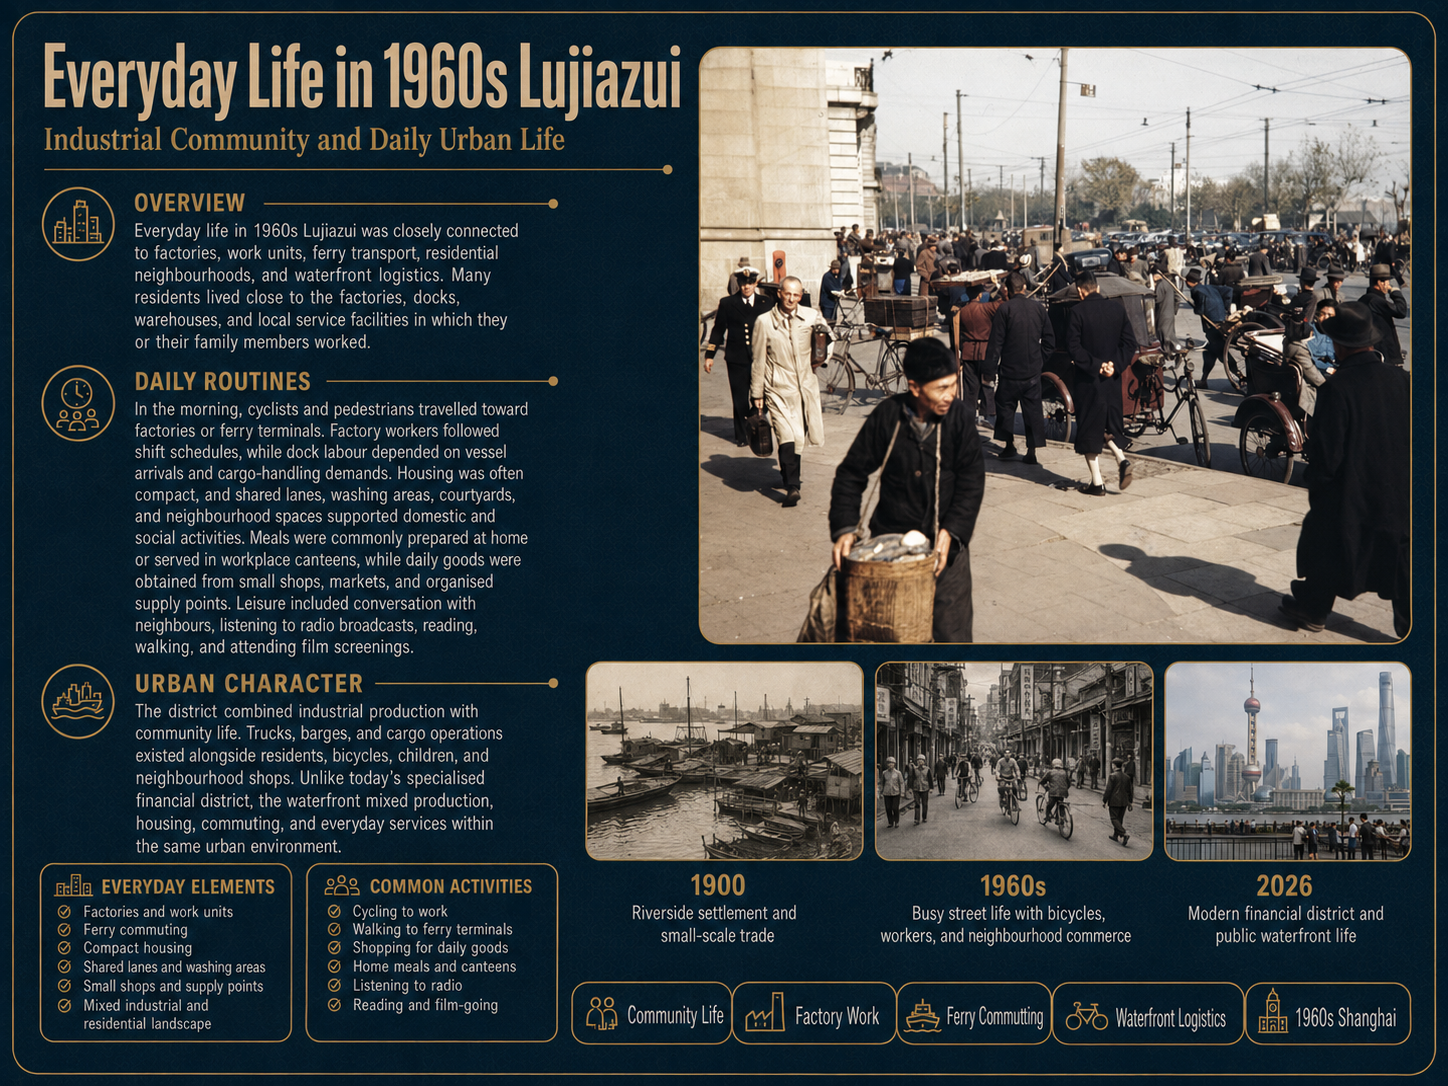 Everyday Life in 1960s Lujiazui
Industrial Community and Daily Urban Life
OVERVIEW
Everyday life in 1960s Lujiazui was closely connected
to factories, work units, ferry transport, residential
neighbourhoods, and waterfront logistics. Many
residents lived close to the factories, docks,
warehouses, and local service facilities in which they
or their family members worked.
DAILY ROUTINES
In the morning, cyclists and pedestrians travelled toward
factories or ferry terminals. Factory workers followed
shift schedules, while dock labour depended on vessel
arrivals and cargo-handling demands. Housing was often
compact, and shared lanes, washing areas, courtyards,
and neighbourhood spaces supported domestic and
social activities. Meals were commonly prepared at home
or served in workplace canteens, while daily goods were
obtained from small shops, markets, and organised
supply points. Leisure included conversation with
neighbours, listening to radio broadcasts, reading,
walking, and attending film screenings.
URBAN CHARACTER
The district combined industrial production with
community life. Trucks, barges, and cargo operations
existed alongside residents, bicycles, children, and
neighbourhood shops. Unlike today's specialised
financial district, the waterfront mixed production,
housing, commuting, and everyday services within
the same urban environment.
EVERYDAY ELEMENTS
Factories and work units
Ferry commuting
Compact housing
Shared lanes and washing areas
Small shops and supply points
Mixed industrial and
residential landscape
COMMON ACTIVITIES
Cycling to work
Walking to ferry terminals
Shopping for daily goods
Home meals and canteens
Listening to radio
Reading and film-going
1900
Riverside settlement and
small-scale trade
1960s
Busy street life with bicycles,
workers, and neighbourhood commerce
2026
Modern financial district and
public waterfront life
Community Life
Factory Work
Ferry Commutting
Waterfront Logistics
1960s Shanghai